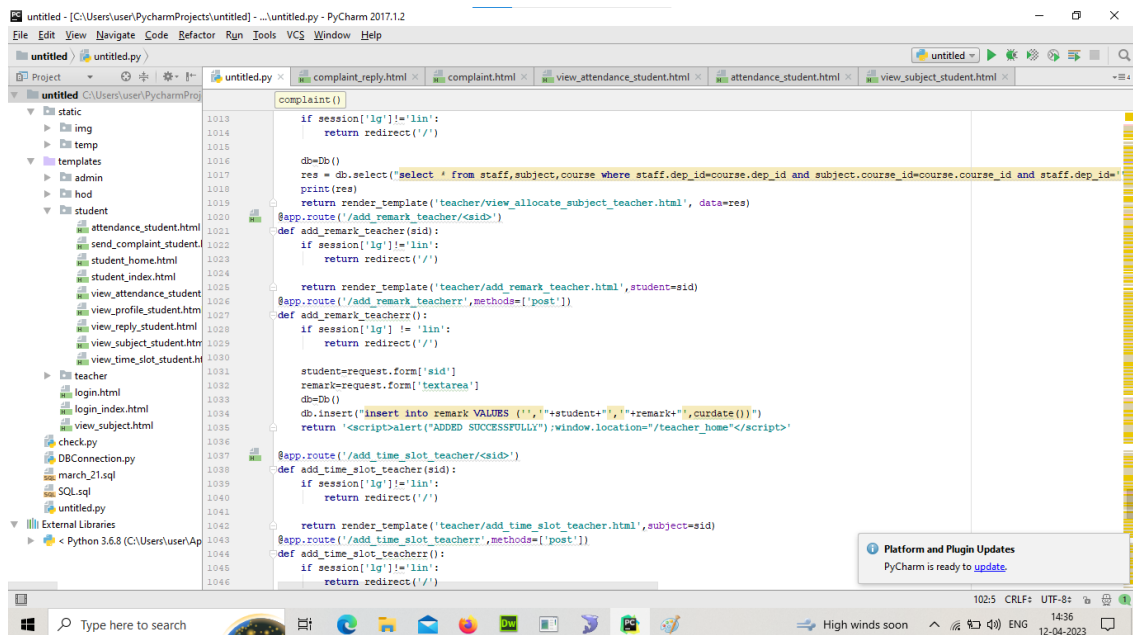 untitled - [C:\Users\user\PycharmProjects\untitled] - ...\untitled.py - PyCharm 2017.1.2
File Edit View Navigate Code Refactor Run Tools VCS Window Help
untitled untitled.py untitled
Project untitled.py complaint_reply.html complaint.html view_attendance_student.html attendance_student.html view_subject_student.html
untitled C:\Users\user\PycharmProj
static
img
temp
templates
admin
hod
student
attendance_student.html
send_complaint_student.
student_home.html
student_index.html
view_attendance_student
view_profile_student.htm
view_reply_student.html
view_subject_student.htm
view_time_slot_student.ht
teacher
login.html
login_index.html
view_subject.html
check.py
DBConnection.py
march_21.sql
SQL.sql
untitled.py
External Libraries
< Python 3.6.8 (C:\Users\user\Ap
complaint()
1013 if session['lg']!='lin':
1014 return redirect('/')
1015
1016 db=Db()
1017 res = db.select("select * from staff,subject,course where staff.dep_id=course.dep_id and subject.course_id=course.course_id and staff.dep_id='"
1018 print(res)
1019 return render_template('teacher/view_allocate_subject_teacher.html', data=res)
1020 @app.route('/add_remark_teacher/<sid>')
1021 def add_remark_teacher(sid):
1022 if session['lg']!='lin':
1023 return redirect('/')
1024
1025 return render_template('teacher/add_remark_teacher.html',student=sid)
1026 @app.route('/add_remark_teacherr',methods=['post'])
1027 def add_remark_teacherr():
1028 if session['lg'] != 'lin':
1029 return redirect('/')
1030
1031 student=request.form['sid']
1032 remark=request.form['textarea']
1033 db=Db()
1034 db.insert("insert into remark VALUES ('','"+student+"','"+remark+"',curdate())")
1035 return '<script>alert("ADDED SUCCESSFULLY");window.location="/teacher_home"</script>'
1036
1037 @app.route('/add_time_slot_teacher/<sid>')
1038 def add_time_slot_teacher(sid):
1039 if session['lg']!='lin':
1040 return redirect('/')
1041
1042 return render_template('teacher/add_time_slot_teacher.html',subject=sid)
1043 @app.route('/add_time_slot_teacherr',methods=['post'])
1044 def add_time_slot_teacherr():
1045 if session['lg']!='lin':
1046 return redirect('/')
Platform and Plugin Updates
PyCharm is ready to update.
102:5 CRLF UTF-8 1
Type here to search Dw PC High winds soon ENG 14:36
12-04-2023